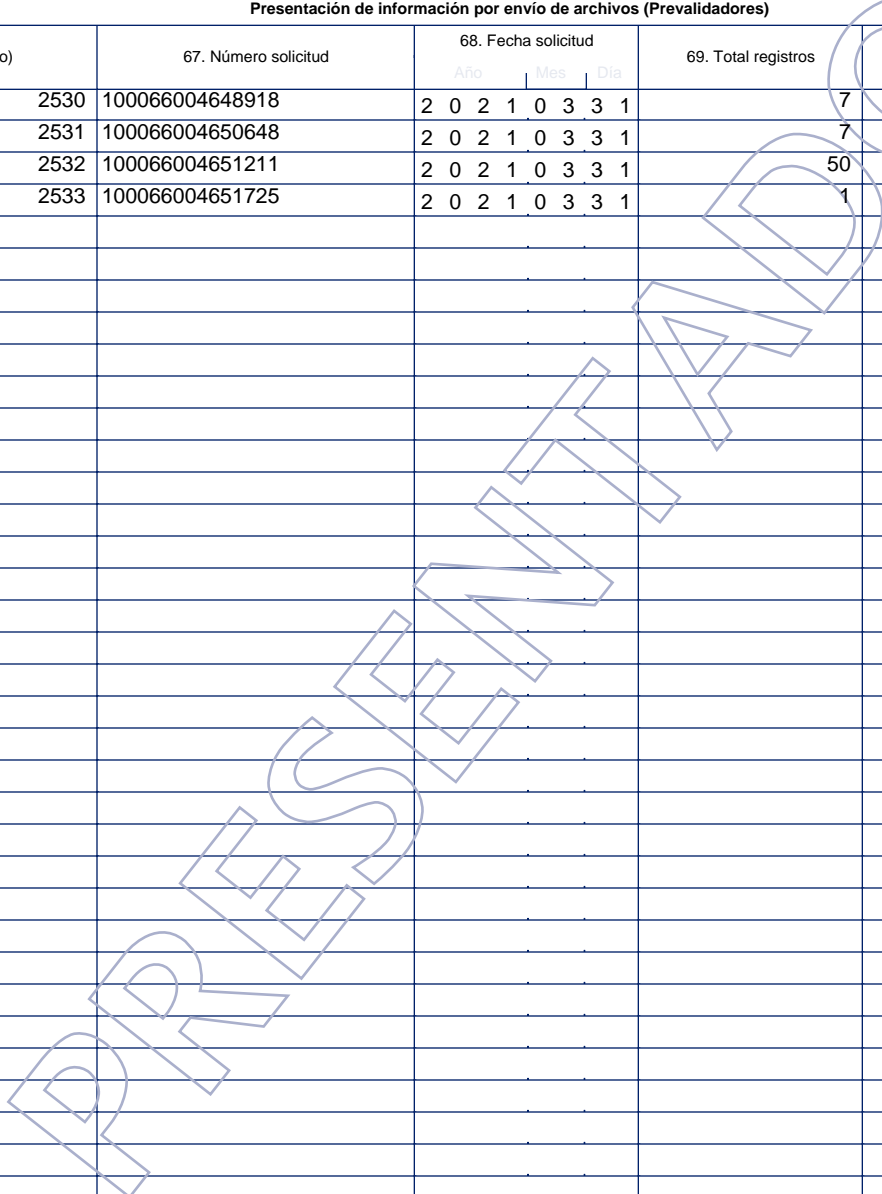 Presentación de información por envío de archivos (Prevalidadores)
o) 67. Número solicitud 68. Fecha solicitud 69. Total registros
Año Mes Día
2530 100066004648918 2 0 2 1 0 3 3 1 7
2531 100066004650648 2 0 2 1 0 3 3 1 7
2532 100066004651211 2 0 2 1 0 3 3 1 50
2533 100066004651725 2 0 2 1 0 3 3 1 1
PRESENTADO